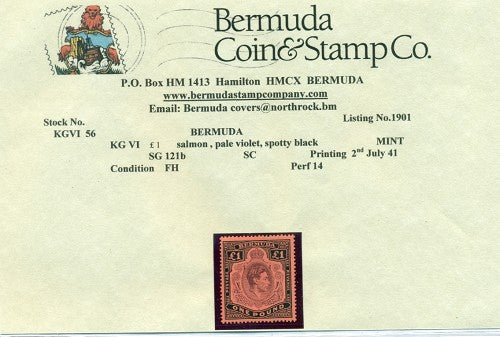 Bermuda
Coin&Stamp Co.
P.O. Box HM 1413 Hamilton HMCX BERMUDA
www.bermudastampcompany.com
Email: Bermuda covers@northrock.bm
Stock No. Listing No.1901
KGVI 56 BERMUDA
KG VI £1 salmon, pale violet, spotty black MINT
SG 121b SC Printing 2nd July 41
Condition FH Perf 14
BERMUDA
£1 £1
ONE POUND